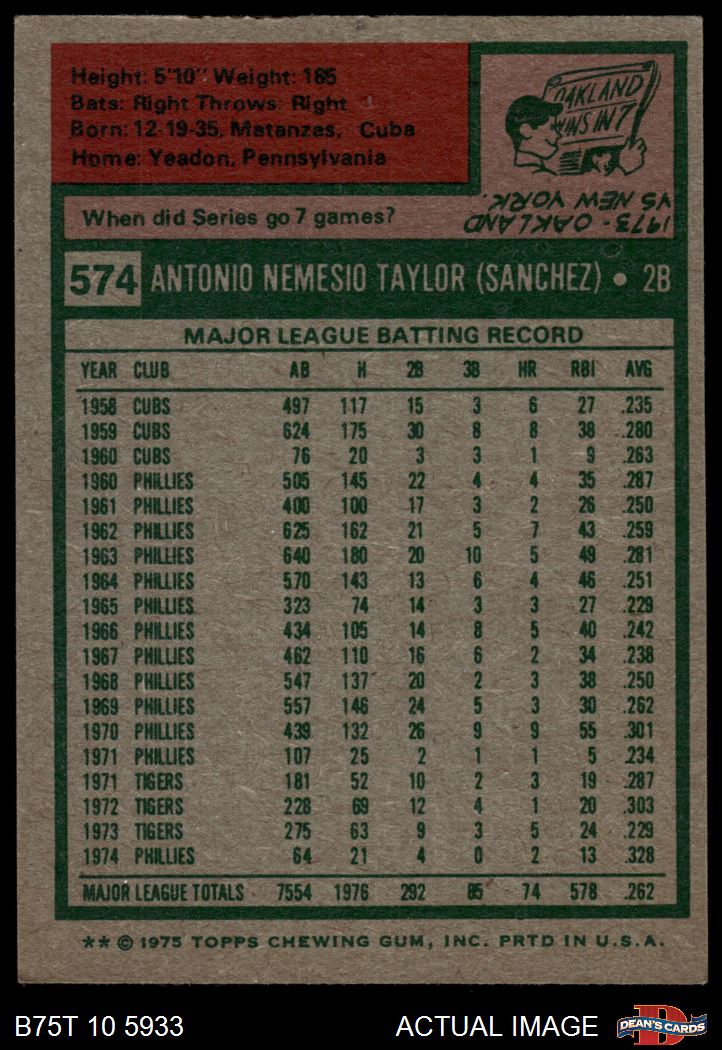 Height: 5'10" Weight: 185
Bats: Right Throws: Right
Born: 12-19-35, Matanzas, Cuba
Home: Yeadon, Pennsylvania
OAKLAND
WINS IN 7
When did Series go 7 games?
1973-OAKLAND
VS NEW YORK.
574 ANTONIO NEMESIO TAYLOR (SANCHEZ) • 2B
MAJOR LEAGUE BATTING RECORD
YEAR CLUB AB H 2B 3B HR RBI AVG
1958 CUBS 497 117 15 3 6 27 .235
1959 CUBS 624 175 30 8 8 38 .280
1960 CUBS 76 20 3 3 1 9 .263
1960 PHILLIES 505 145 22 4 4 35 .287
1961 PHILLIES 400 100 17 3 2 26 .250
1962 PHILLIES 625 162 21 5 7 43 .259
1963 PHILLIES 640 180 20 10 5 49 .281
1964 PHILLIES 570 143 13 6 4 46 .251
1965 PHILLIES 323 74 14 3 3 27 .229
1966 PHILLIES 434 105 14 8 5 40 .242
1967 PHILLIES 462 110 16 6 2 34 .238
1968 PHILLIES 547 137 20 2 3 38 .250
1969 PHILLIES 557 146 24 5 3 30 .262
1970 PHILLIES 439 132 26 9 9 55 .301
1971 PHILLIES 107 25 2 1 1 5 .234
1971 TIGERS 181 52 10 2 3 19 .287
1972 TIGERS 228 69 12 4 1 20 .303
1973 TIGERS 275 63 9 3 5 24 .229
1974 PHILLIES 64 21 4 0 2 13 .328
MAJOR LEAGUE TOTALS 7554 1976 292 85 74 578 .262
** © 1975 TOPPS CHEWING GUM, INC. PRTD IN U.S.A.
B75T 10 5933 ACTUAL IMAGE
D
DEAN'S CARDS